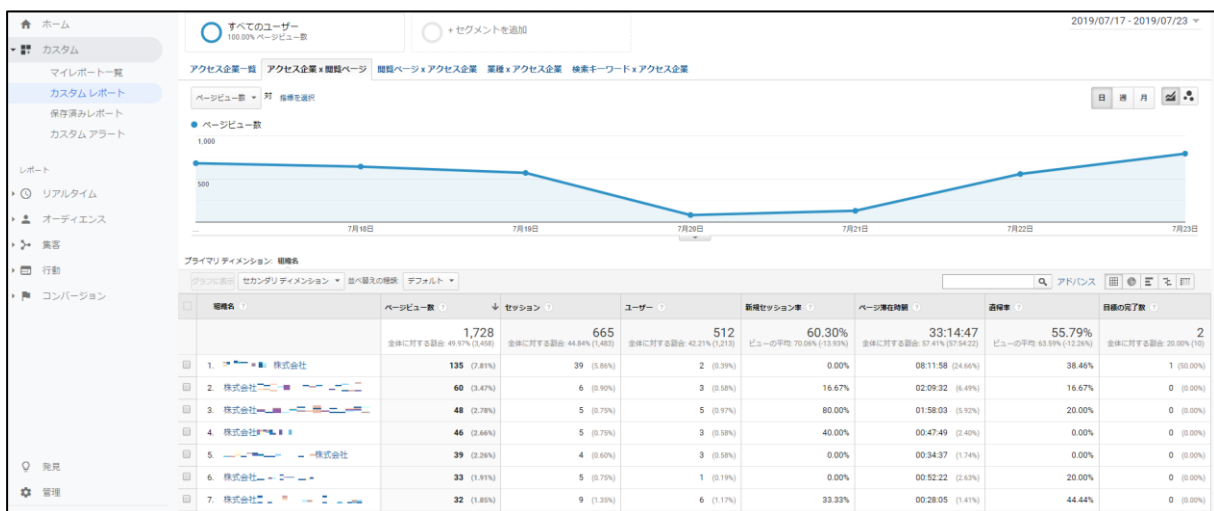 ホーム
カスタム
マイレポート一覧
カスタム レポート
保存済みレポート
カスタム アラート
レポート
リアルタイム
オーディエンス
集客
行動
コンバージョン
発見
管理
すべてのユーザー
100.00% ページビュー数
+ セグメントを追加
2019/07/17 - 2019/07/23
アクセス企業一覧 アクセス企業 x 閲覧ページ 閲覧ページ x アクセス企業 業種 x アクセス企業 検索キーワード x アクセス企業
ページビュー数 対 指標を選択
日 週 月
ページビュー数
1,000
500
... 7月18日 7月19日 7月20日 7月21日 7月22日 7月23日
プライマリ ディメンション: 組織名
グラフに表示 セカンダリ ディメンション 並べ替えの種類: デフォルト アドバンス
組織名 ページビュー数 セッション ユーザー 新規セッション率 ページ滞在時間 直帰率 目標の完了数
1,728 665 512 60.30% 33:14:47 55.79% 2
全体に対する割合: 49.97% (3,458) 全体に対する割合: 44.84% (1,483) 全体に対する割合: 42.21% (1,213) ビューの平均: 70.06% (-13.93%) 全体に対する割合: 57.41% (57:54:22) ビューの平均: 63.59% (-12.26%) 全体に対する割合: 20.00% (10)
1. 株式会社 135 (7.81%) 39 (5.86%) 2 (0.39%) 0.00% 08:11:58 (24.66%) 38.46% 1 (50.00%)
2. 株式会社 60 (3.47%) 6 (0.90%) 3 (0.58%) 16.67% 02:09:32 (6.49%) 16.67% 0 (0.00%)
3. 株式会社 48 (2.78%) 5 (0.75%) 5 (0.97%) 80.00% 01:58:03 (5.92%) 20.00% 0 (0.00%)
4. 株式会社 46 (2.66%) 5 (0.75%) 3 (0.58%) 40.00% 00:47:49 (2.40%) 0.00% 0 (0.00%)
5. 株式会社 39 (2.26%) 4 (0.60%) 3 (0.58%) 0.00% 00:34:37 (1.74%) 0.00% 0 (0.00%)
6. 株式会社 33 (1.91%) 5 (0.75%) 1 (0.19%) 0.00% 00:52:22 (2.63%) 20.00% 0 (0.00%)
7. 株式会社 32 (1.85%) 9 (1.35%) 6 (1.17%) 33.33% 00:28:05 (1.41%) 44.44% 0 (0.00%)